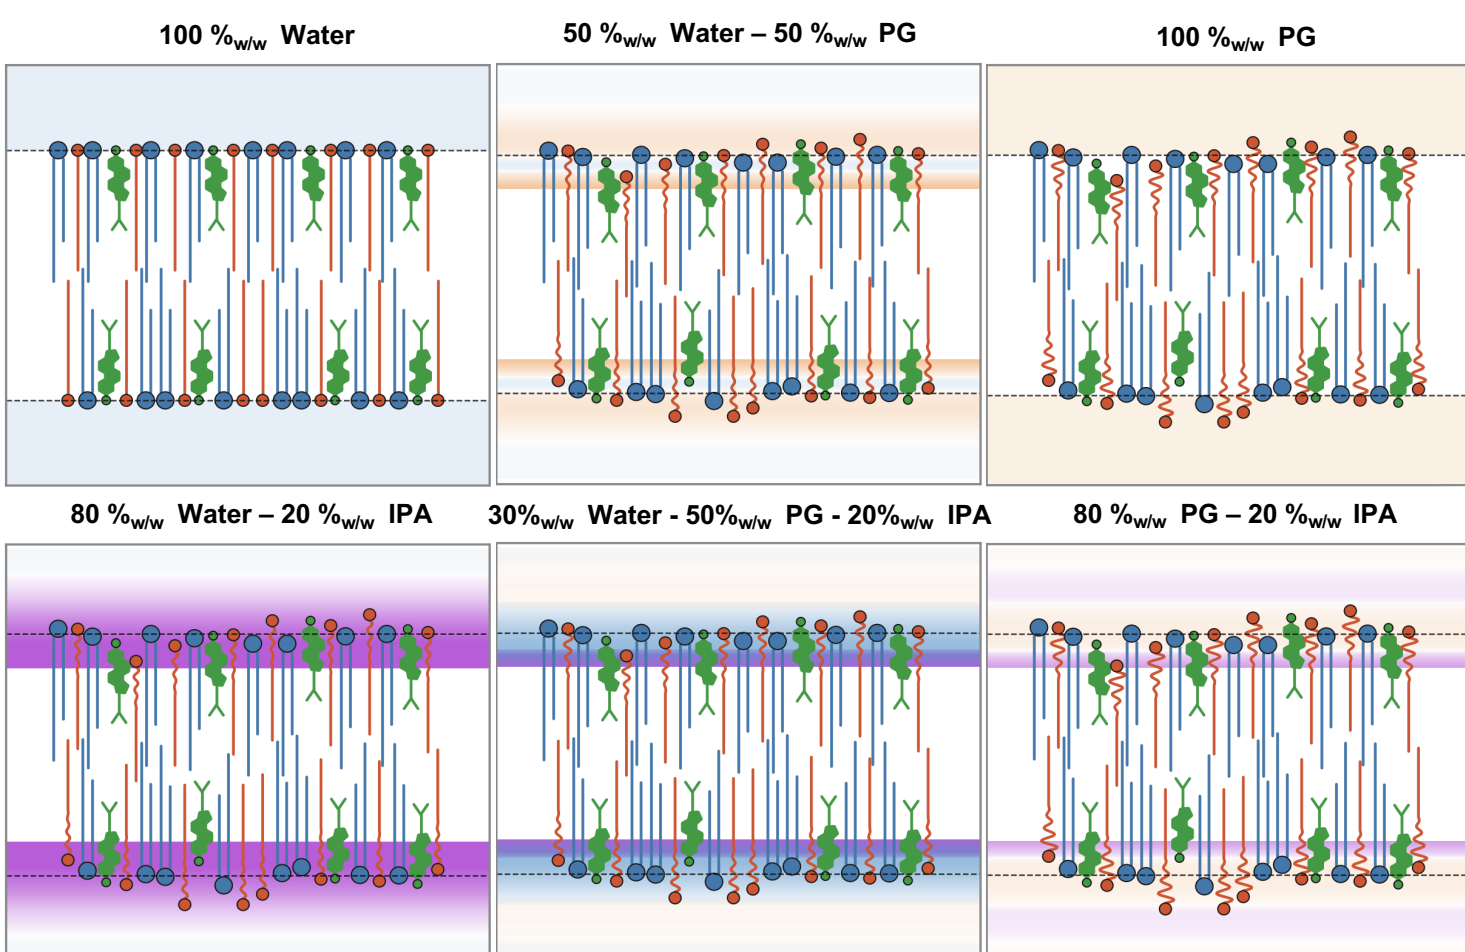 100 %w/w Water
50 %w/w Water – 50 %w/w PG
100 %w/w PG
80 %w/w Water – 20 %w/w IPA
30%w/w Water - 50%w/w PG - 20%w/w IPA
80 %w/w PG – 20 %w/w IPA